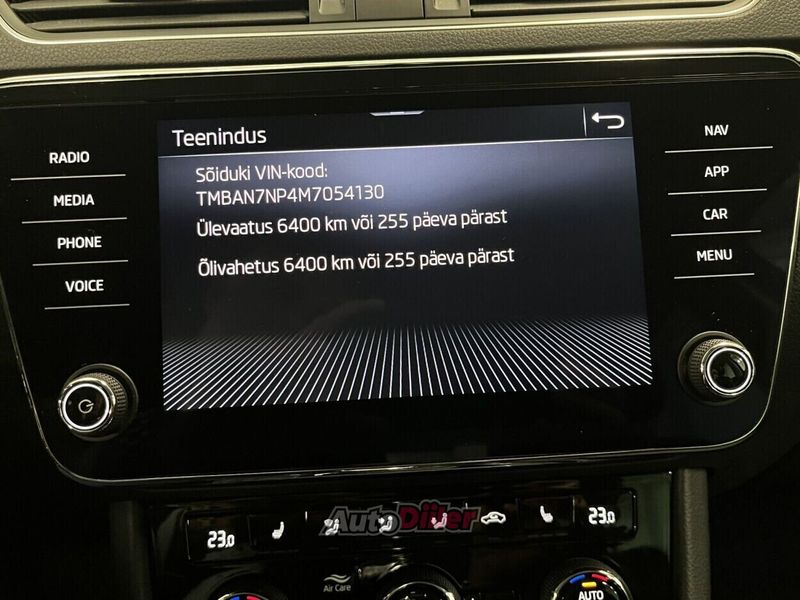 Teenindus
Sõiduki VIN-kood:
TMBAN7NP4M7054130
Ülevaatus 6400 km või 255 päeva pärast
Õlivahetus 6400 km või 255 päeva pärast
RADIO
MEDIA
PHONE
VOICE
NAV
APP
CAR
MENU
23.0
AutoDiiler
23.0
Air Care
AUTO